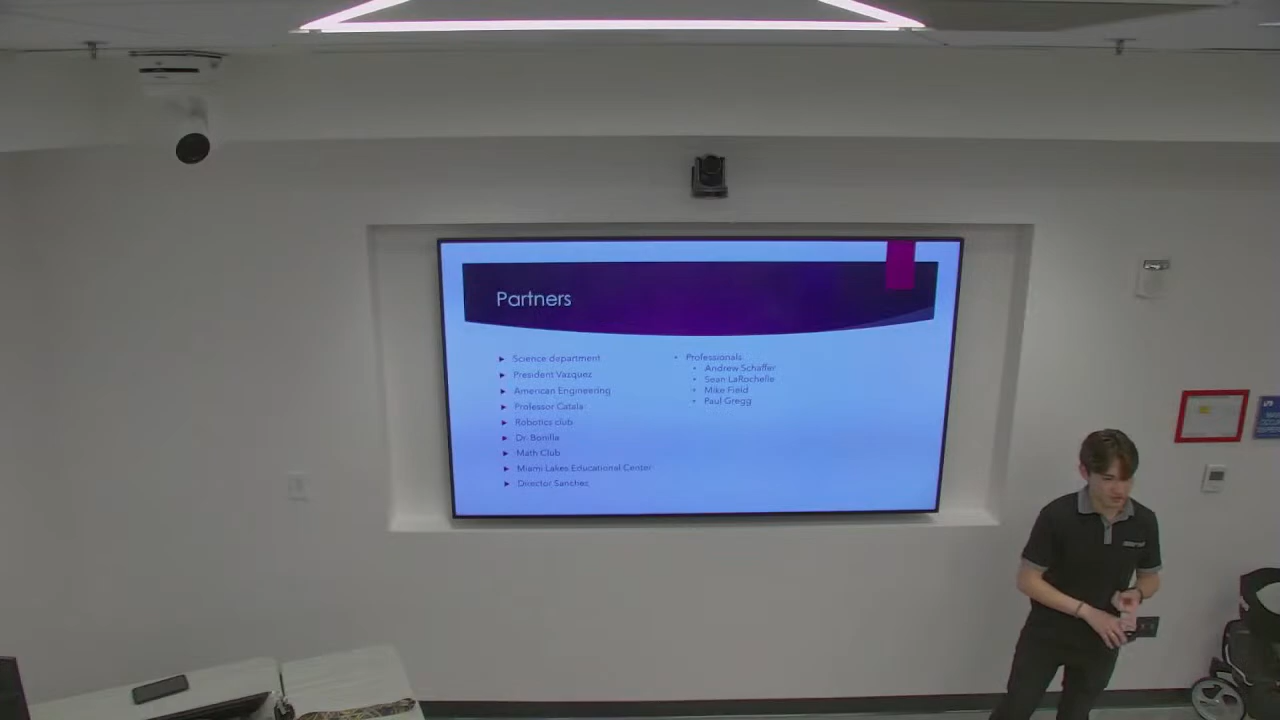 Partners
Science department
President Vazquez
American Engineering
Professor Catala
Robotics club
Dr. Bonilla
Math Club
Miami Lakes Educational Center
Director Sanchez
Professionals
Andrew Schaffer
Sean LaRochelle
Mike Field
Paul Gregg